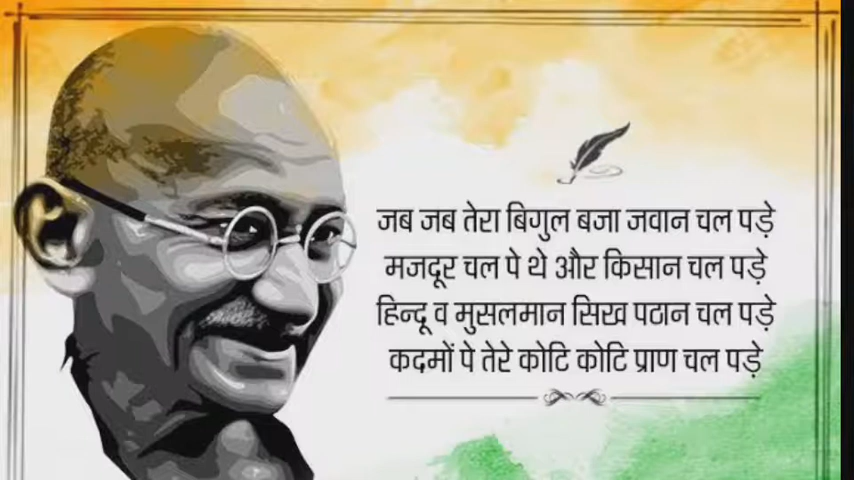 जब जब तेरा बिगुल बजा जवान चल पड़े
मजदूर चल पे थे और किसान चल पड़े
हिन्दू व मुसलमान सिख पठान चल पड़े
कदमों पे तेरे कोटि कोटि प्राण चल पड़े